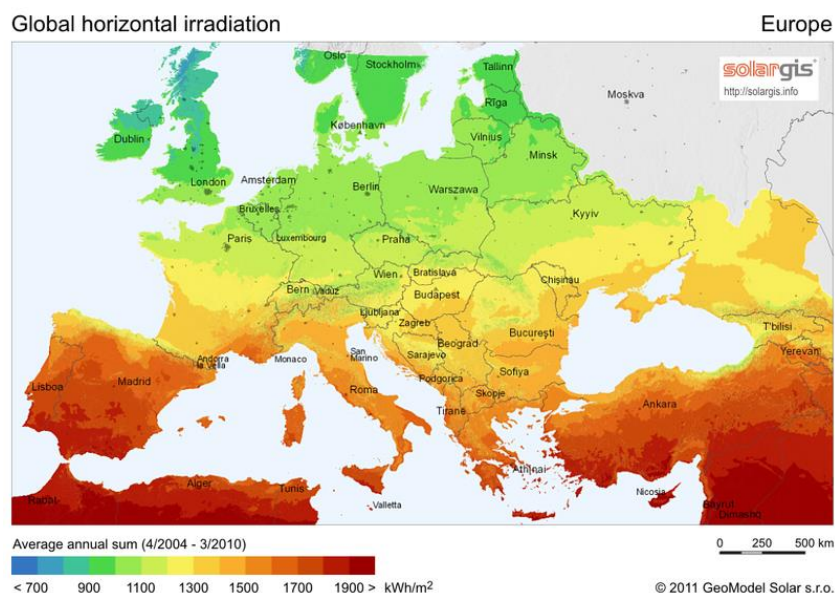 Global horizontal irradiation
Europe
solargis
http://solargis.info
Oslo
Stockholm
Tallinn
Rīga
Moskva
Dublin
København
Vilnius
Minsk
London
Amsterdam
Berlin
Warszawa
Bruxelles
Kyyiv
Paris
Luxembourg
Praha
Wien
Bratislava
Chişinău
Bern
Vaduz
Budapest
Ljubljana
Zagreb
Beograd
Bucureşti
T'bilisi
Andorra
la Vella
Monaco
San
Marino
Sarajevo
Sofiya
Yerevan
Lisboa
Madrid
Roma
Podgorica
Skopje
Tiranë
Ankara
Athínai
Rabat
Alger
Tunis
Valletta
Nicosia
Bayrut
Dimashq
Average annual sum (4/2004 - 3/2010)
0 250 500 km
< 700 900 1100 1300 1500 1700 1900 > kWh/m²
© 2011 GeoModel Solar s.r.o.